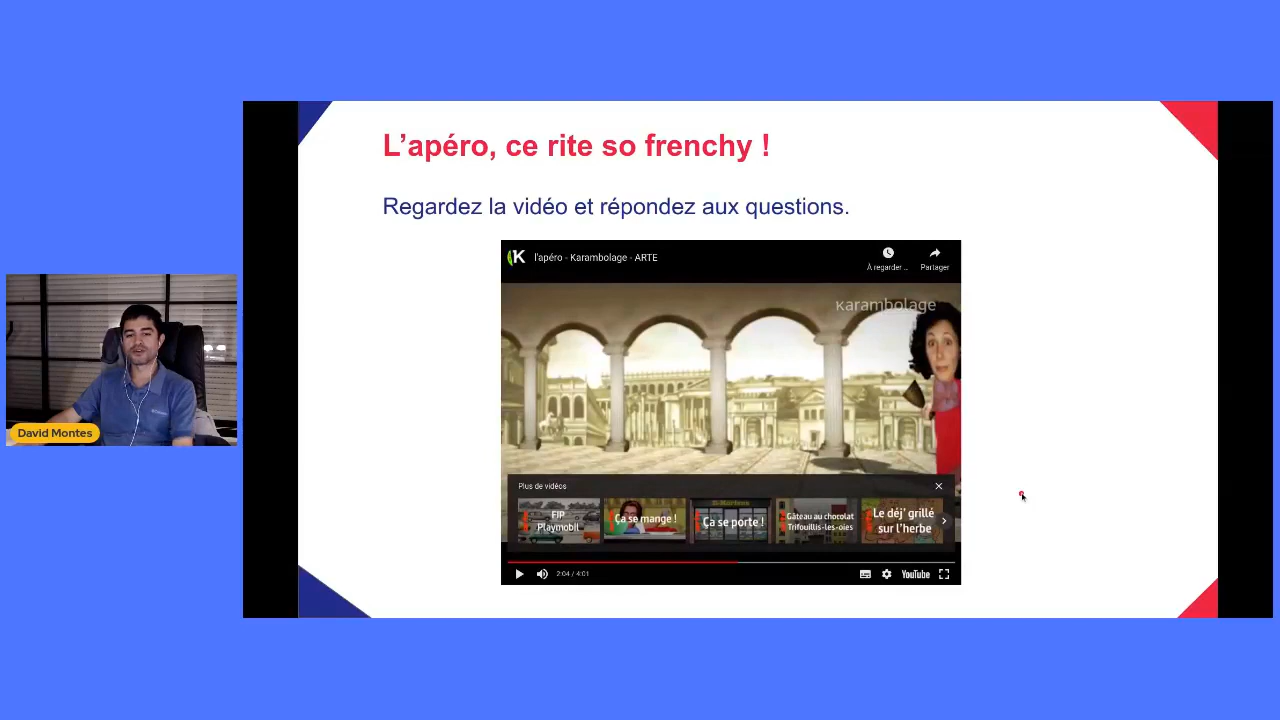 L'apéro, ce rite so frenchy !
Regardez la vidéo et répondez aux questions.
K l'apéro - Karambolage - ARTE
À regarder ...
Partager
Karambolage
David Montes
Plus de vidéos
FIP
Playmobil
Ça se mange !
Ça se porte !
Gâteau au chocolat
Trifouillis-les-oies
Le déj' grillé
sur l'herbe
2:04 / 4:01
YouTube